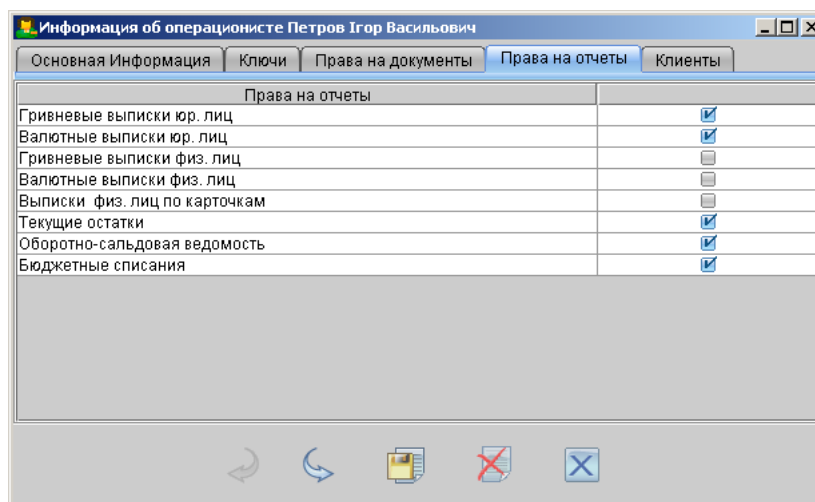 Информация об операционисте Петров Ігор Васильович
Основная Информация Ключи Права на документы Права на отчеты Клиенты
Права на отчеты
Гривневые выписки юр. лиц
Валютные выписки юр. лиц
Гривневые выписки физ. лиц
Валютные выписки физ. лиц
Выписки физ. лиц по карточкам
Текущие остатки
Оборотно-сальдовая ведомость
Бюджетные списания